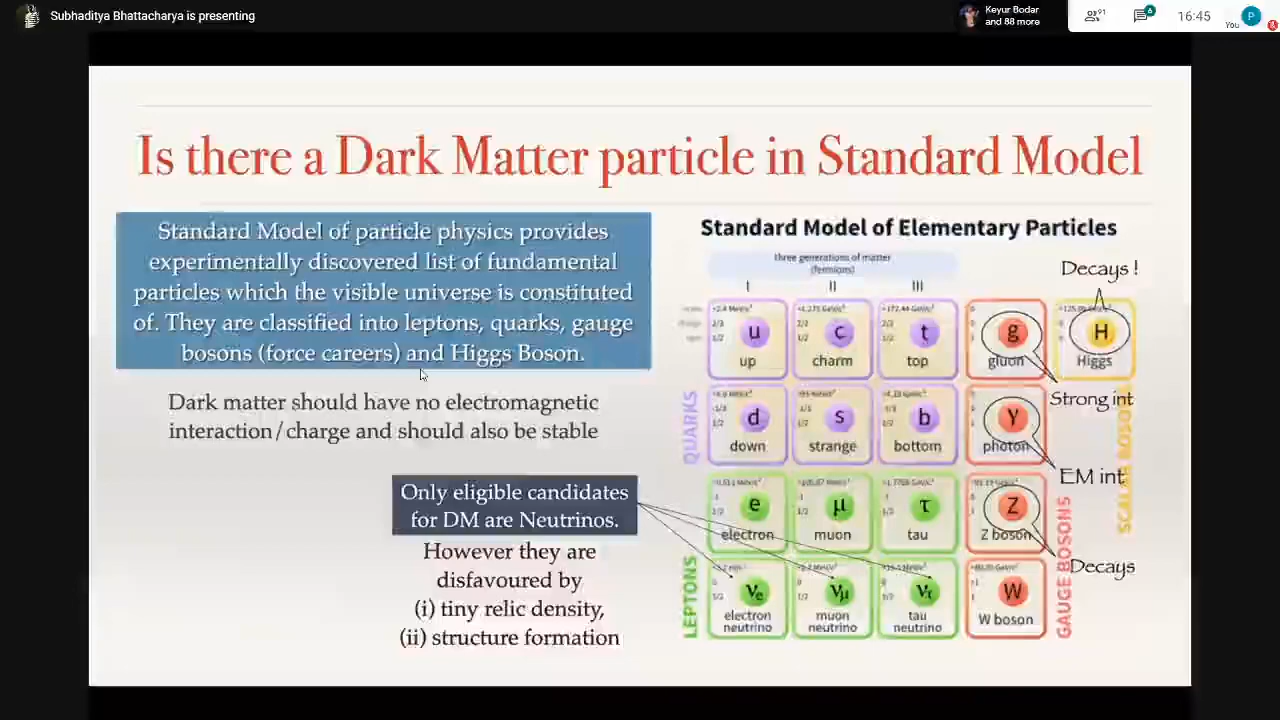 Subhaditya Bhattacharya is presenting
Keyur Bodar
and 88 more
91
6
16:45
You
P
Is there a Dark Matter particle in Standard Model
Standard Model of particle physics provides
experimentally discovered list of fundamental
particles which the visible universe is constituted
of. They are classified into leptons, quarks, gauge
bosons (force careers) and Higgs Boson.
Dark matter should have no electromagnetic
interaction/charge and should also be stable
Only eligible candidates
for DM are Neutrinos.
However they are
disfavoured by
(i) tiny relic density,
(ii) structure formation
Standard Model of Elementary Particles
three generations of matter
(fermions)
I II III
Decays !
u c t g H
up charm top gluon Higgs
Strong int
QUARKS
d s b γ
down strange bottom photon
EM int
SCALAR BOSONS
e μ τ Z
electron muon tau Z boson
Decays
LEPTONS
νe νμ ντ W
electron neutrino muon neutrino tau neutrino W boson
GAUGE BOSONS